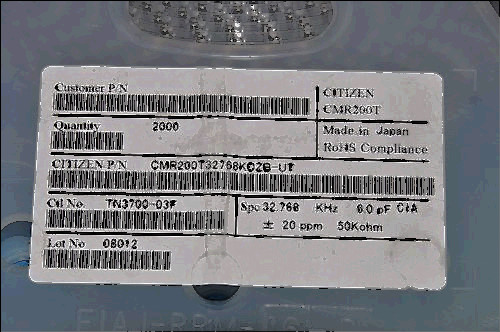 Customer P/N
CITIZEN
CMR200T
Quantity 2000
Made in Japan
RoHS Compliance
CITIZEN P/N CMR200T32768KDZB-UT
Ctl No. TN3700-03F
Spc 32.768 KHz 6.0 pF CIA
± 20 ppm 50Kohm
Lot No 08012